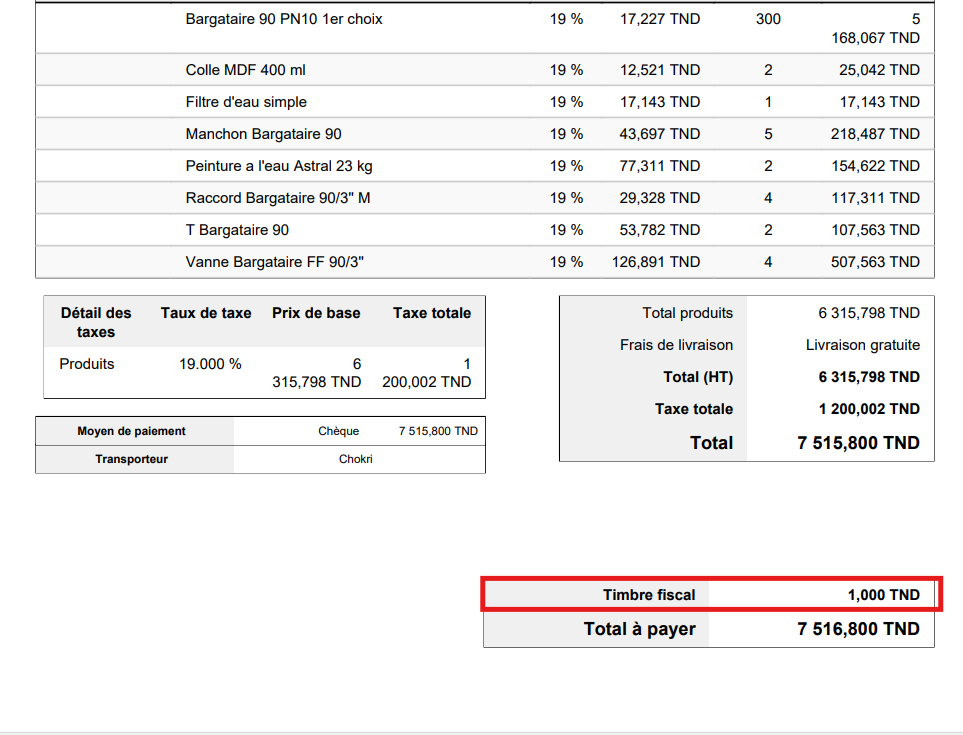 Bargataire 90 PN10 1er choix 19 % 17,227 TND 300 5
168,067 TND
Colle MDF 400 ml 19 % 12,521 TND 2 25,042 TND
Filtre d'eau simple 19 % 17,143 TND 1 17,143 TND
Manchon Bargataire 90 19 % 43,697 TND 5 218,487 TND
Peinture a l'eau Astral 23 kg 19 % 77,311 TND 2 154,622 TND
Raccord Bargataire 90/3" M 19 % 29,328 TND 4 117,311 TND
T Bargataire 90 19 % 53,782 TND 2 107,563 TND
Vanne Bargataire FF 90/3" 19 % 126,891 TND 4 507,563 TND
Détail des Taux de taxe Prix de base Taxe totale
taxes
Produits 19.000 % 6 1
315,798 TND 200,002 TND
Moyen de paiement Chèque 7 515,800 TND
Transporteur Chokri
Total produits 6 315,798 TND
Frais de livraison Livraison gratuite
Total (HT) 6 315,798 TND
Taxe totale 1 200,002 TND
Total 7 515,800 TND
Timbre fiscal 1,000 TND
Total à payer 7 516,800 TND